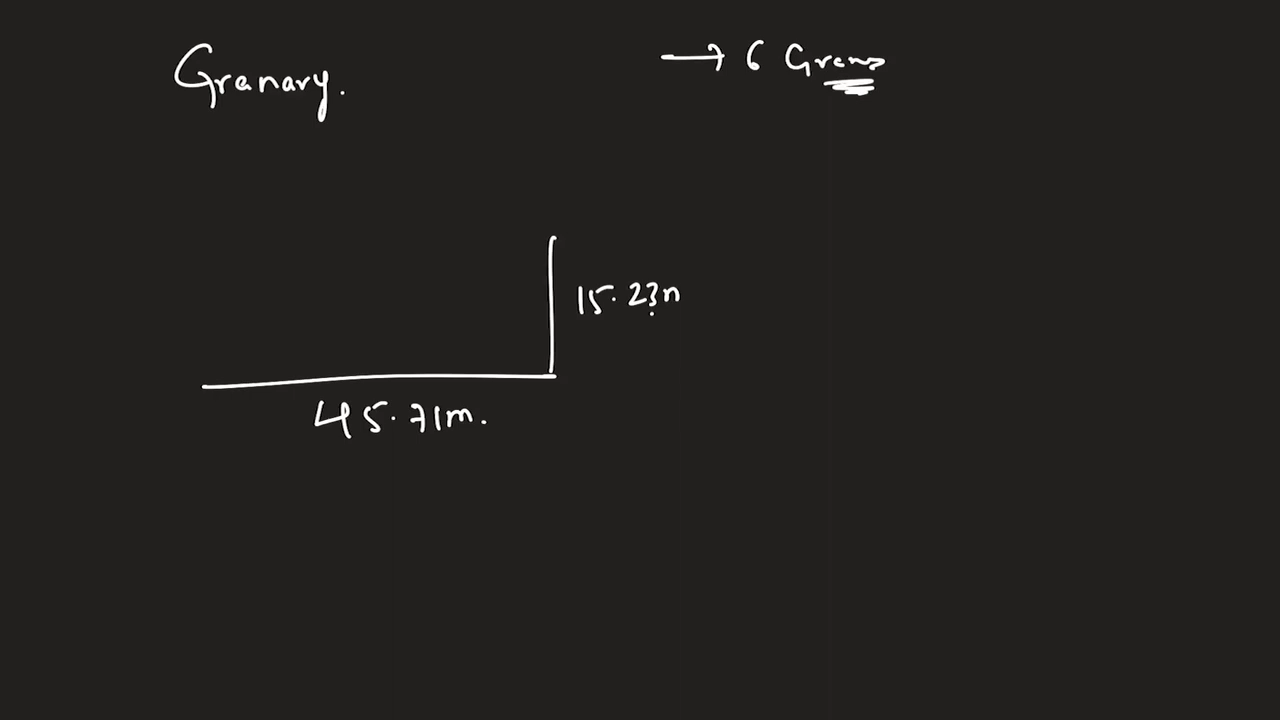 Granary.
→ 6 Grans
15.23m
45.71m.